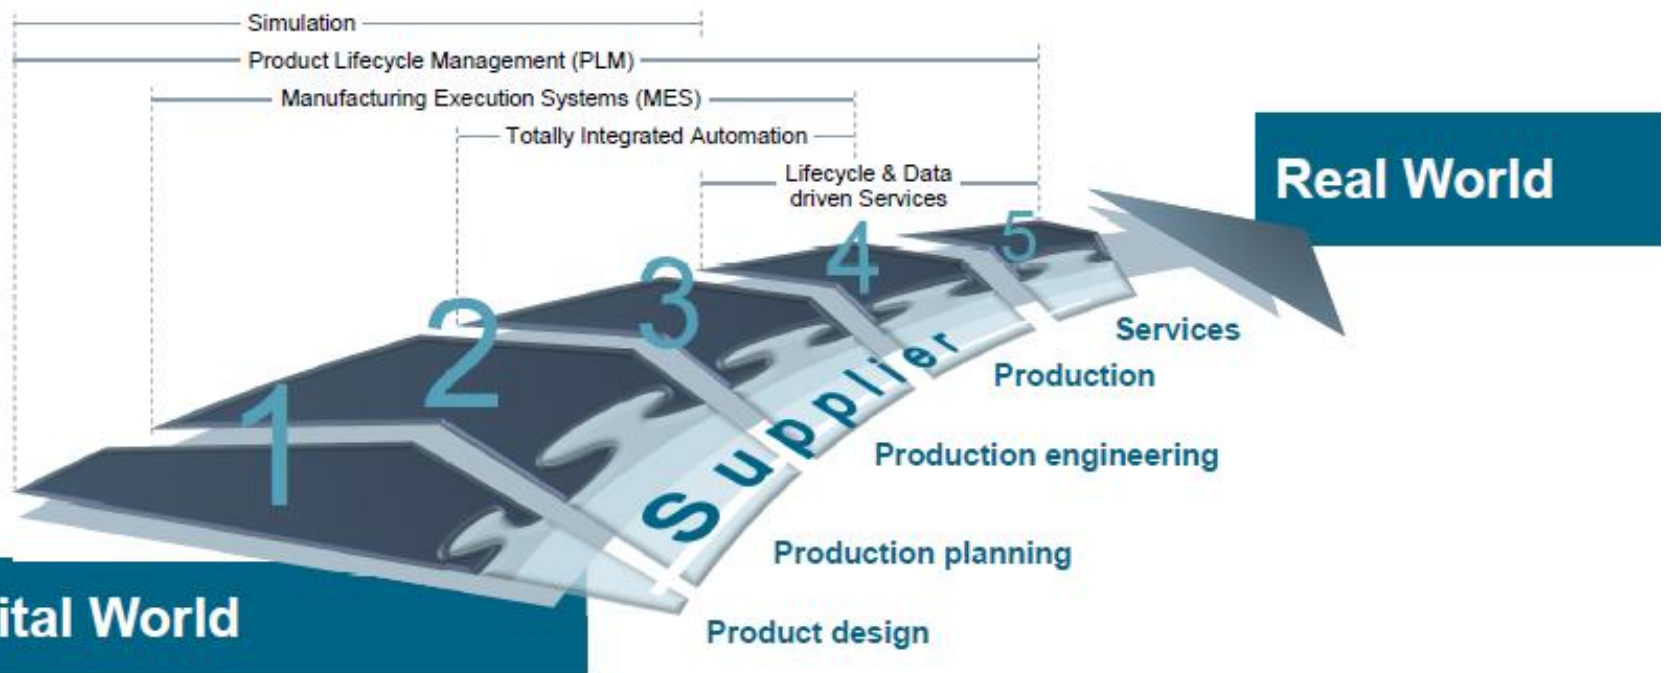 Simulation
Product Lifecycle Management (PLM)
Manufacturing Execution Systems (MES)
Totally Integrated Automation
Lifecycle & Data
driven Services
Real World
1
2
3
4
5
Supplier
Services
Production
Production engineering
Production planning
Product design
ital World